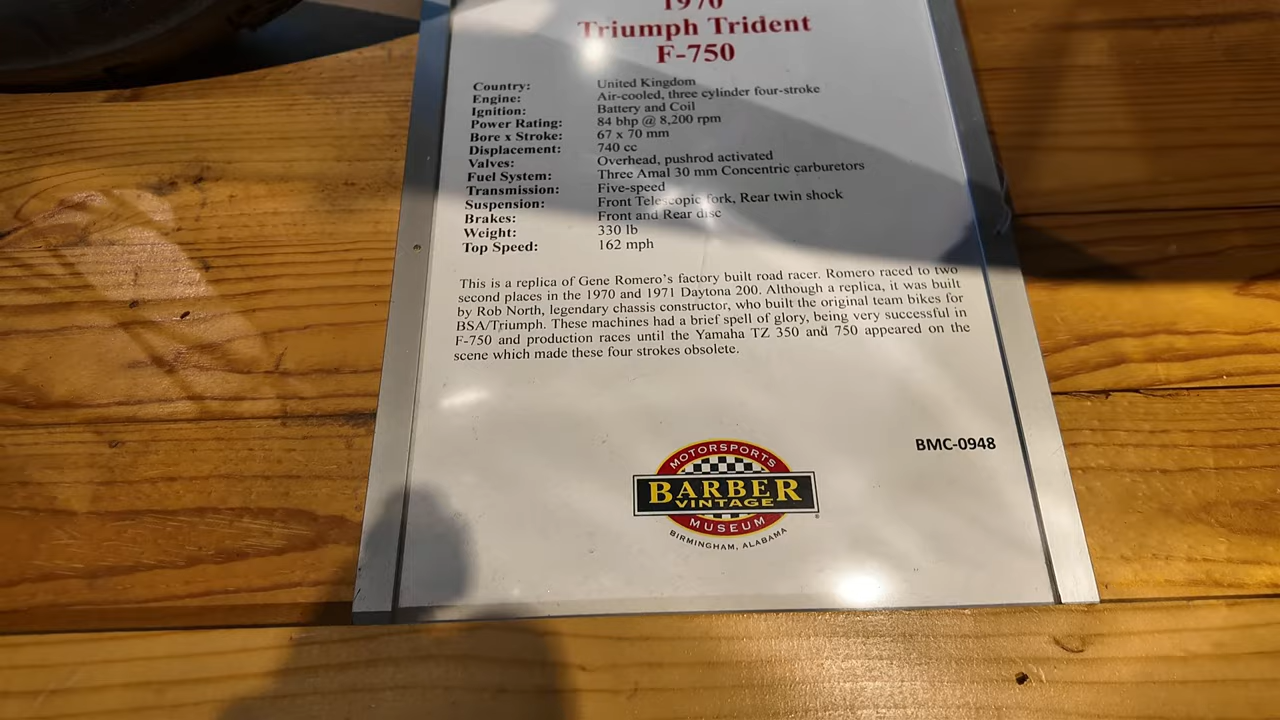 1970
Triumph Trident
F-750
Country: United Kingdom
Engine: Air-cooled, three cylinder four-stroke
Ignition: Battery and Coil
Power Rating: 84 bhp @ 8,200 rpm
Bore x Stroke: 67 x 70 mm
Displacement: 740 cc
Valves: Overhead, pushrod activated
Fuel System: Three Amal 30 mm Concentric carburetors
Transmission: Five-speed
Suspension: Front Telescopic fork, Rear twin shock
Brakes: Front and Rear disc
Weight: 330 lb
Top Speed: 162 mph
This is a replica of Gene Romero's factory built road racer. Romero raced to two
second places in the 1970 and 1971 Daytona 200. Although a replica, it was built
by Rob North, legendary chassis constructor, who built the original team bikes for
BSA/Triumph. These machines had a brief spell of glory, being very successful in
F-750 and production races until the Yamaha TZ 350 and 750 appeared on the
scene which made these four strokes obsolete.
BMC-0948
MOTORSPORTS
BARBER
VINTAGE
MUSEUM
BIRMINGHAM, ALABAMA